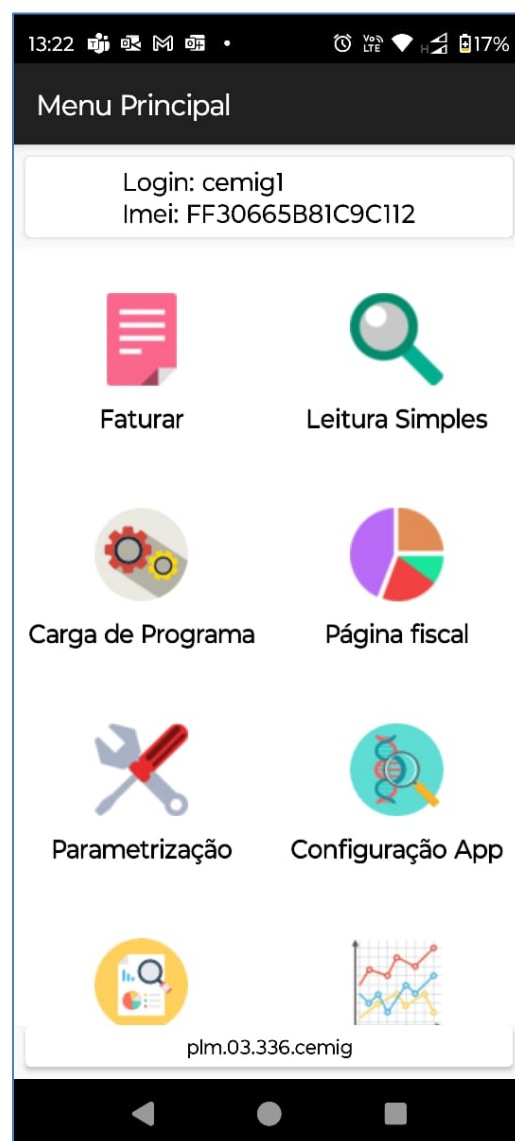 13:22 17%
Menu Principal
Login: cemig1
Imei: FF30665B81C9C112
Faturar Leitura Simples
Carga de Programa Página fiscal
Parametrização Configuração App
plm.03.336.cemig